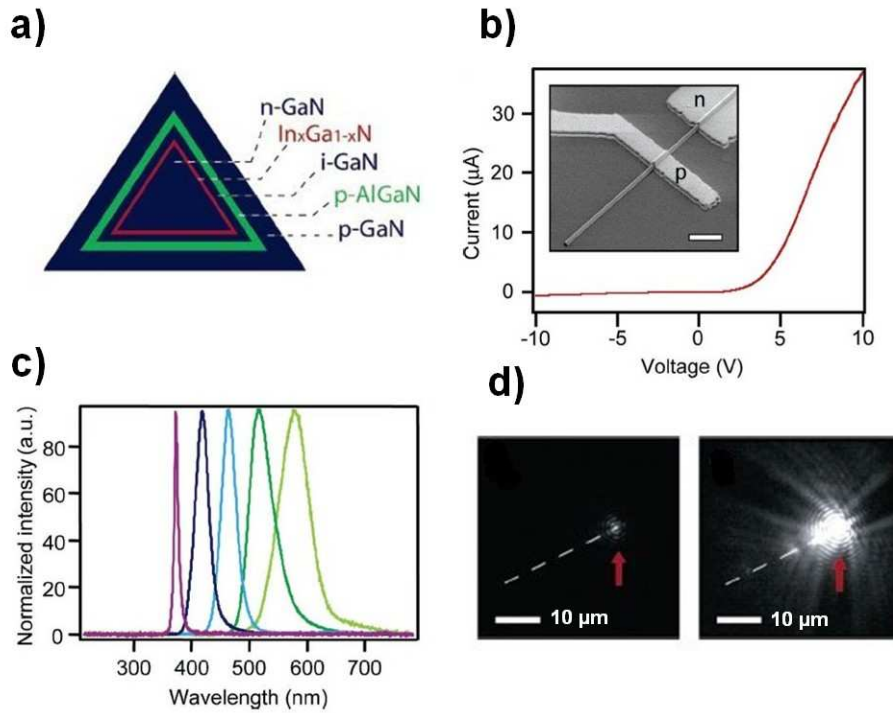 a)
n-GaN
InₓGa₁₋ₓN
i-GaN
p-AlGaN
p-GaN
b)
Current (μA)
30
20
10
0
-10
-5
0
5
10
Voltage (V)
n
p
c)
Normalized intensity (a.u.)
80
60
40
20
0
300
400
500
600
700
Wavelength (nm)
d)
10 μm
10 μm